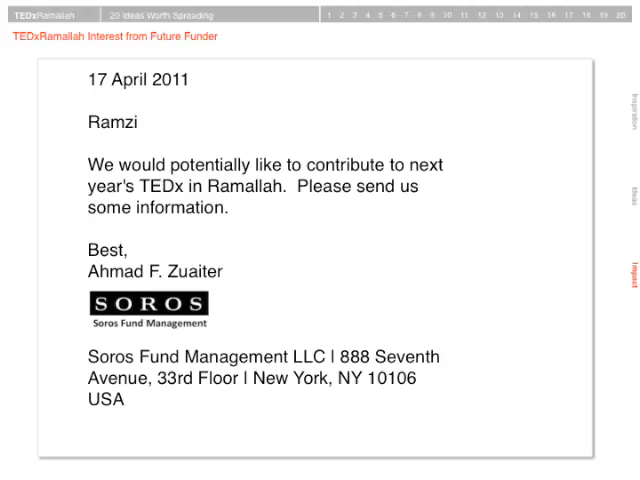 TEDxRamallah 20 Ideas Worth Spreading 1 2 3 4 5 6 7 8 9 10 11 12 13 14 15 16 17 18 19 20
TEDxRamallah Interest from Future Funder
17 April 2011
Ramzi
We would potentially like to contribute to next
year's TEDx in Ramallah. Please send us
some information.
Best,
Ahmad F. Zuaiter
SOROS
Soros Fund Management
Soros Fund Management LLC | 888 Seventh
Avenue, 33rd Floor | New York, NY 10106
USA
Inspiration
Ideas
Impact